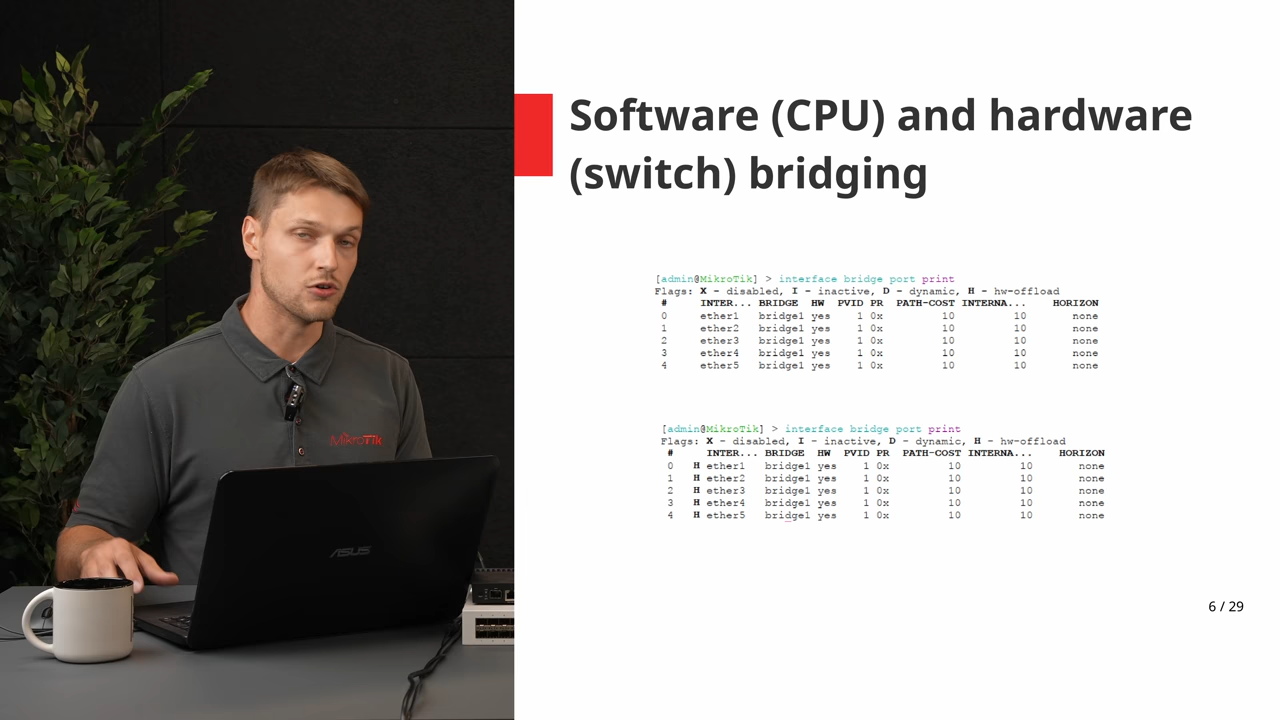 Software (CPU) and hardware
(switch) bridging
[admin@MikroTik] > interface bridge port print
Flags: X - disabled, I - inactive, D - dynamic, H - hw-offload
# INTER... BRIDGE HW PVID PR PATH-COST INTERNA... HORIZON
0 ether1 bridge1 yes 1 0x 10 10 none
1 ether2 bridge1 yes 1 0x 10 10 none
2 ether3 bridge1 yes 1 0x 10 10 none
3 ether4 bridge1 yes 1 0x 10 10 none
4 ether5 bridge1 yes 1 0x 10 10 none
[admin@MikroTik] > interface bridge port print
Flags: X - disabled, I - inactive, D - dynamic, H - hw-offload
# INTER... BRIDGE HW PVID PR PATH-COST INTERNA... HORIZON
0 H ether1 bridge1 yes 1 0x 10 10 none
1 H ether2 bridge1 yes 1 0x 10 10 none
2 H ether3 bridge1 yes 1 0x 10 10 none
3 H ether4 bridge1 yes 1 0x 10 10 none
4 H ether5 bridge1 yes 1 0x 10 10 none
6 / 29
MikroTik
ASUS